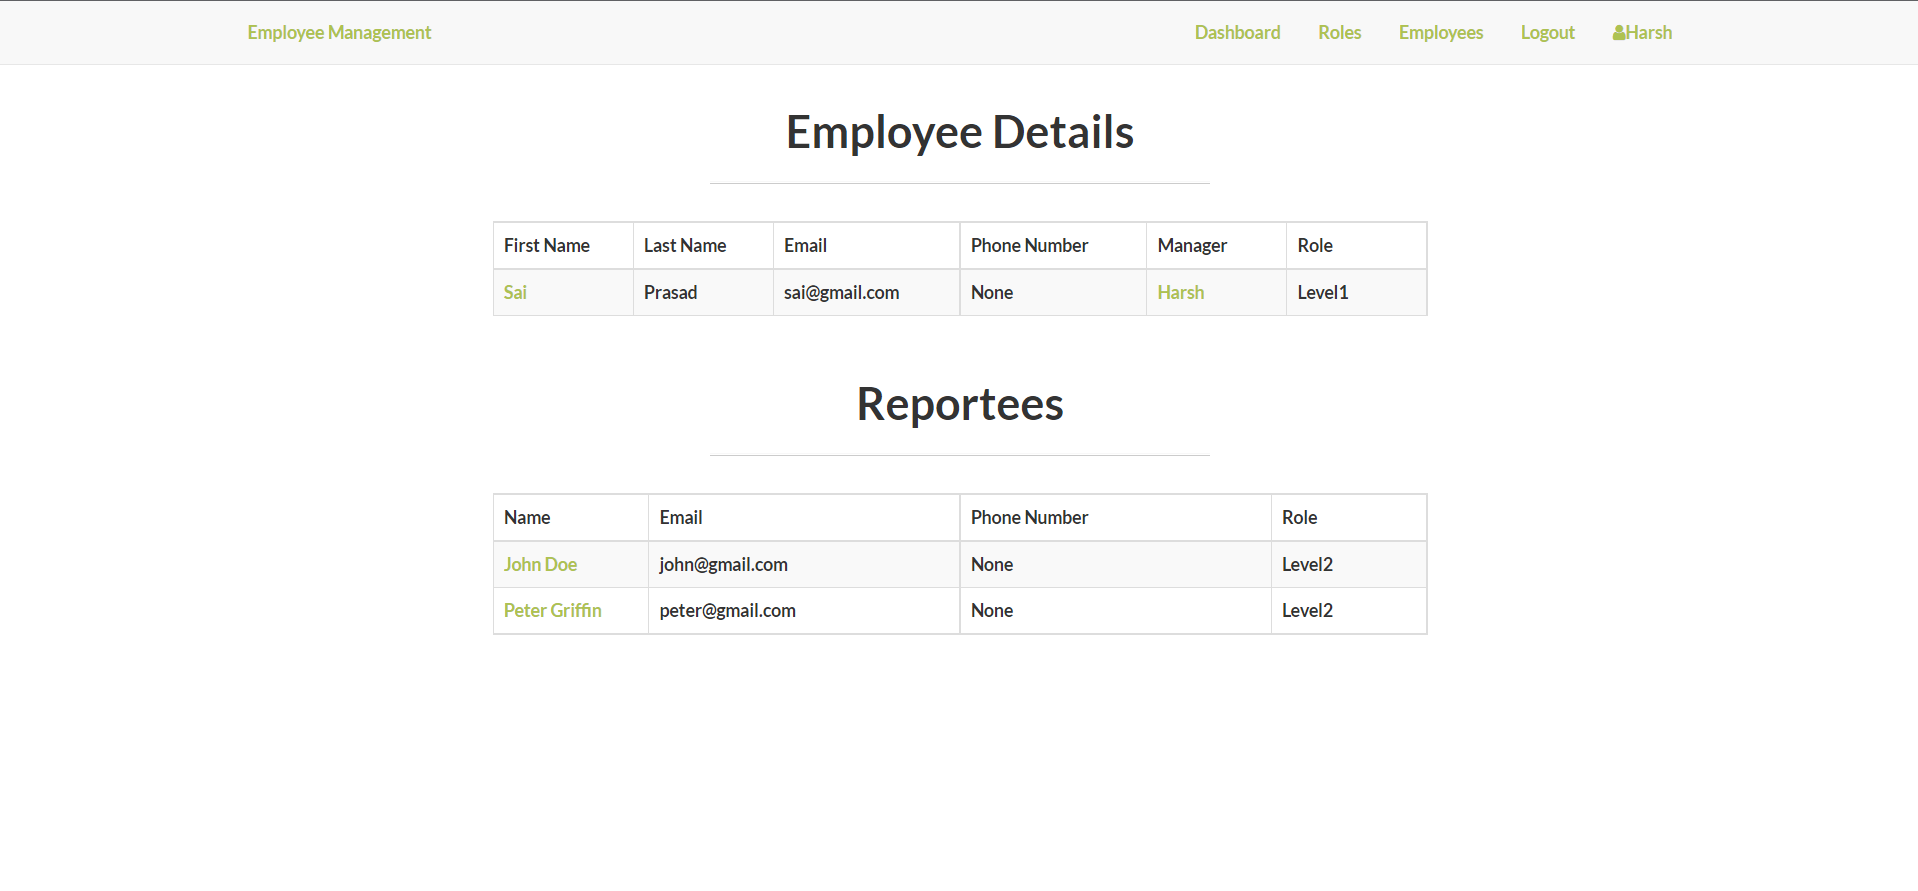 Employee Management Dashboard Roles Employees Logout Harsh
Employee Details
First Name Last Name Email Phone Number Manager Role
Sai Prasad sai@gmail.com None Harsh Level1
Reportees
Name Email Phone Number Role
John Doe john@gmail.com None Level2
Peter Griffin peter@gmail.com None Level2